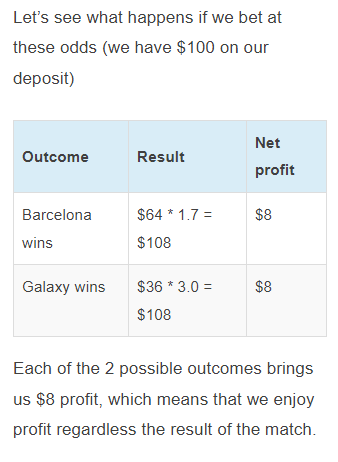 Let’s see what happens if we bet at
these odds (we have $100 on our
deposit)
Outcome Result Net profit
Barcelona wins $64 * 1.7 = $108 $8
Galaxy wins $36 * 3.0 = $108 $8
Each of the 2 possible outcomes brings
us $8 profit, which means that we enjoy
profit regardless the result of the match.